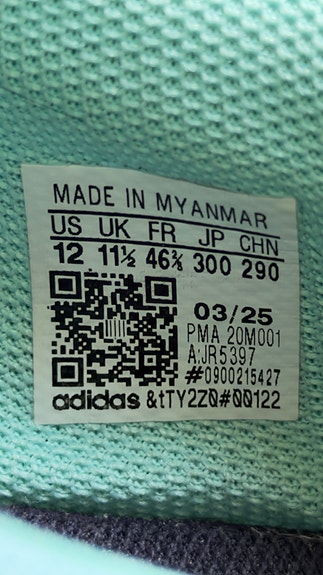 MADE IN MYANMAR
US UK FR JP CHN
12 11½ 46⅔ 300 290
03/25
PMA 20M001
A:JR5397
#0900215427
adidas &tTY2Z0#00122